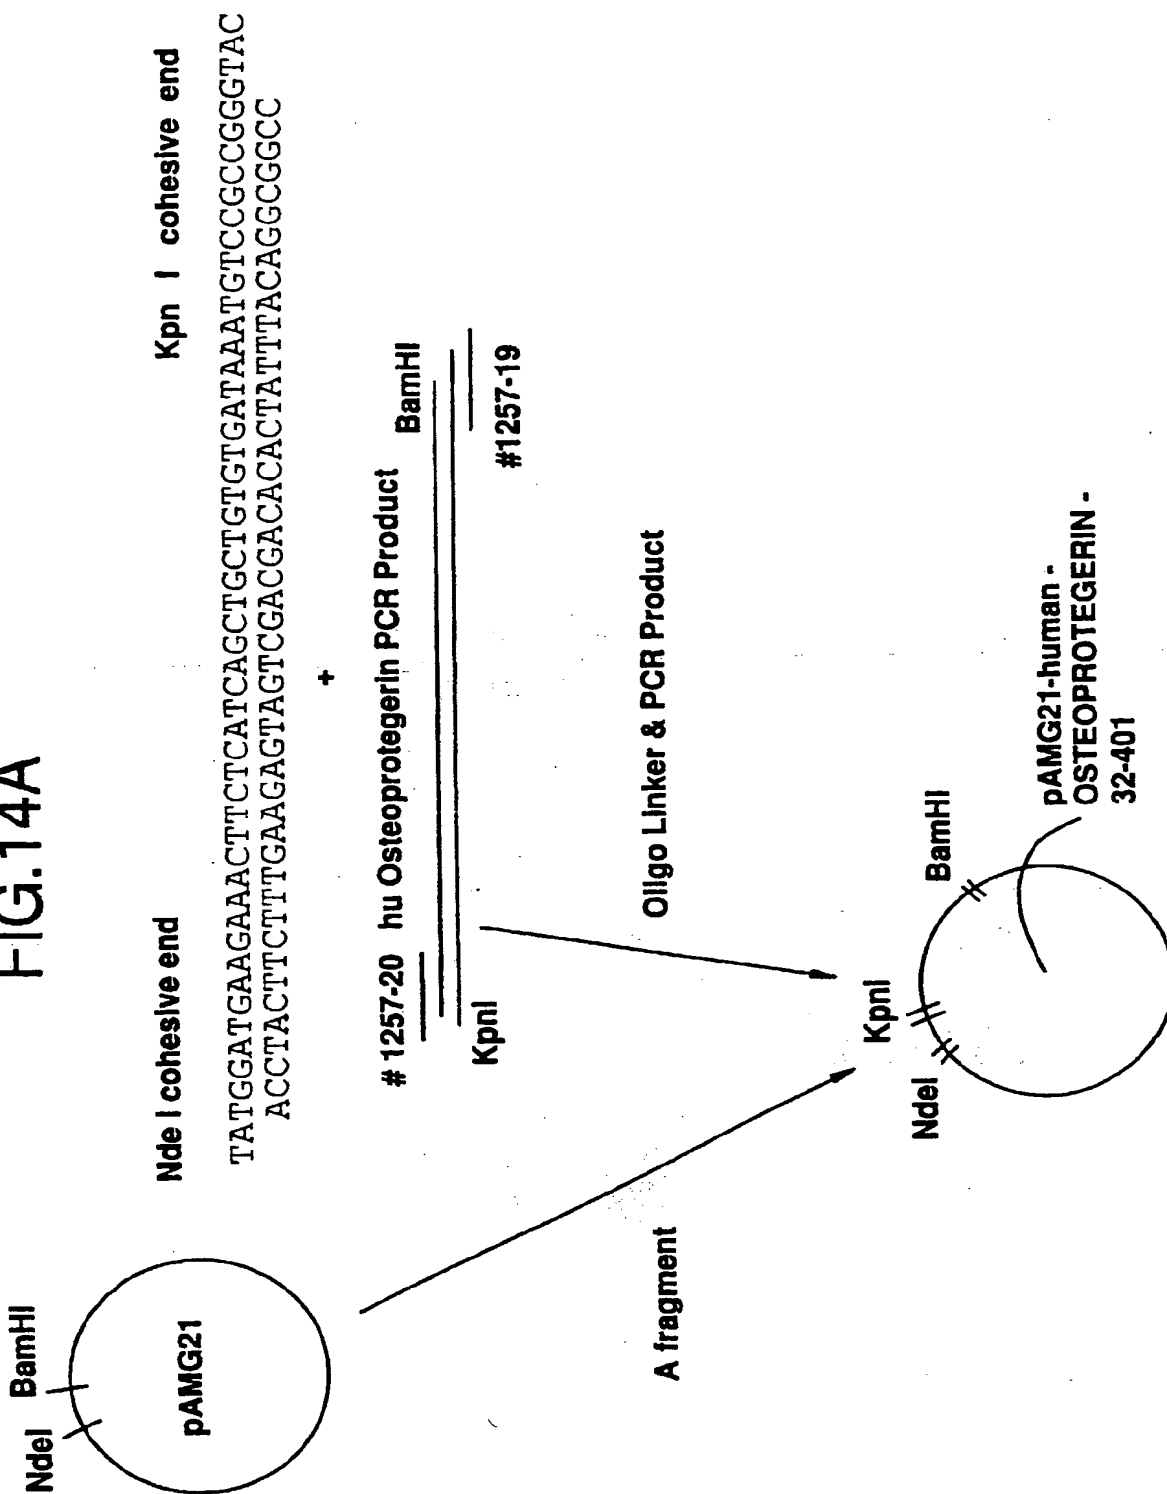 FIG.14A
NdeI BamHI
pAMG21
Nde I cohesive end Kpn I cohesive end
TATGGATGAAGAAACTTCTCATCAGCTGCTGTGTGATAAATGTCCGCCGGGTAC
ACCTACTTCTTTGAAGAGTAGTCGACGACACACTATTTACAGGCGGCC
+
#1257-20 hu Osteoprotegerin PCR Product BamHI
KpnI
#1257-19
A fragment
Oligo Linker & PCR Product
NdeI KpnI BamHI
pAMG21-human -
OSTEOPROTEGERIN -
32-401